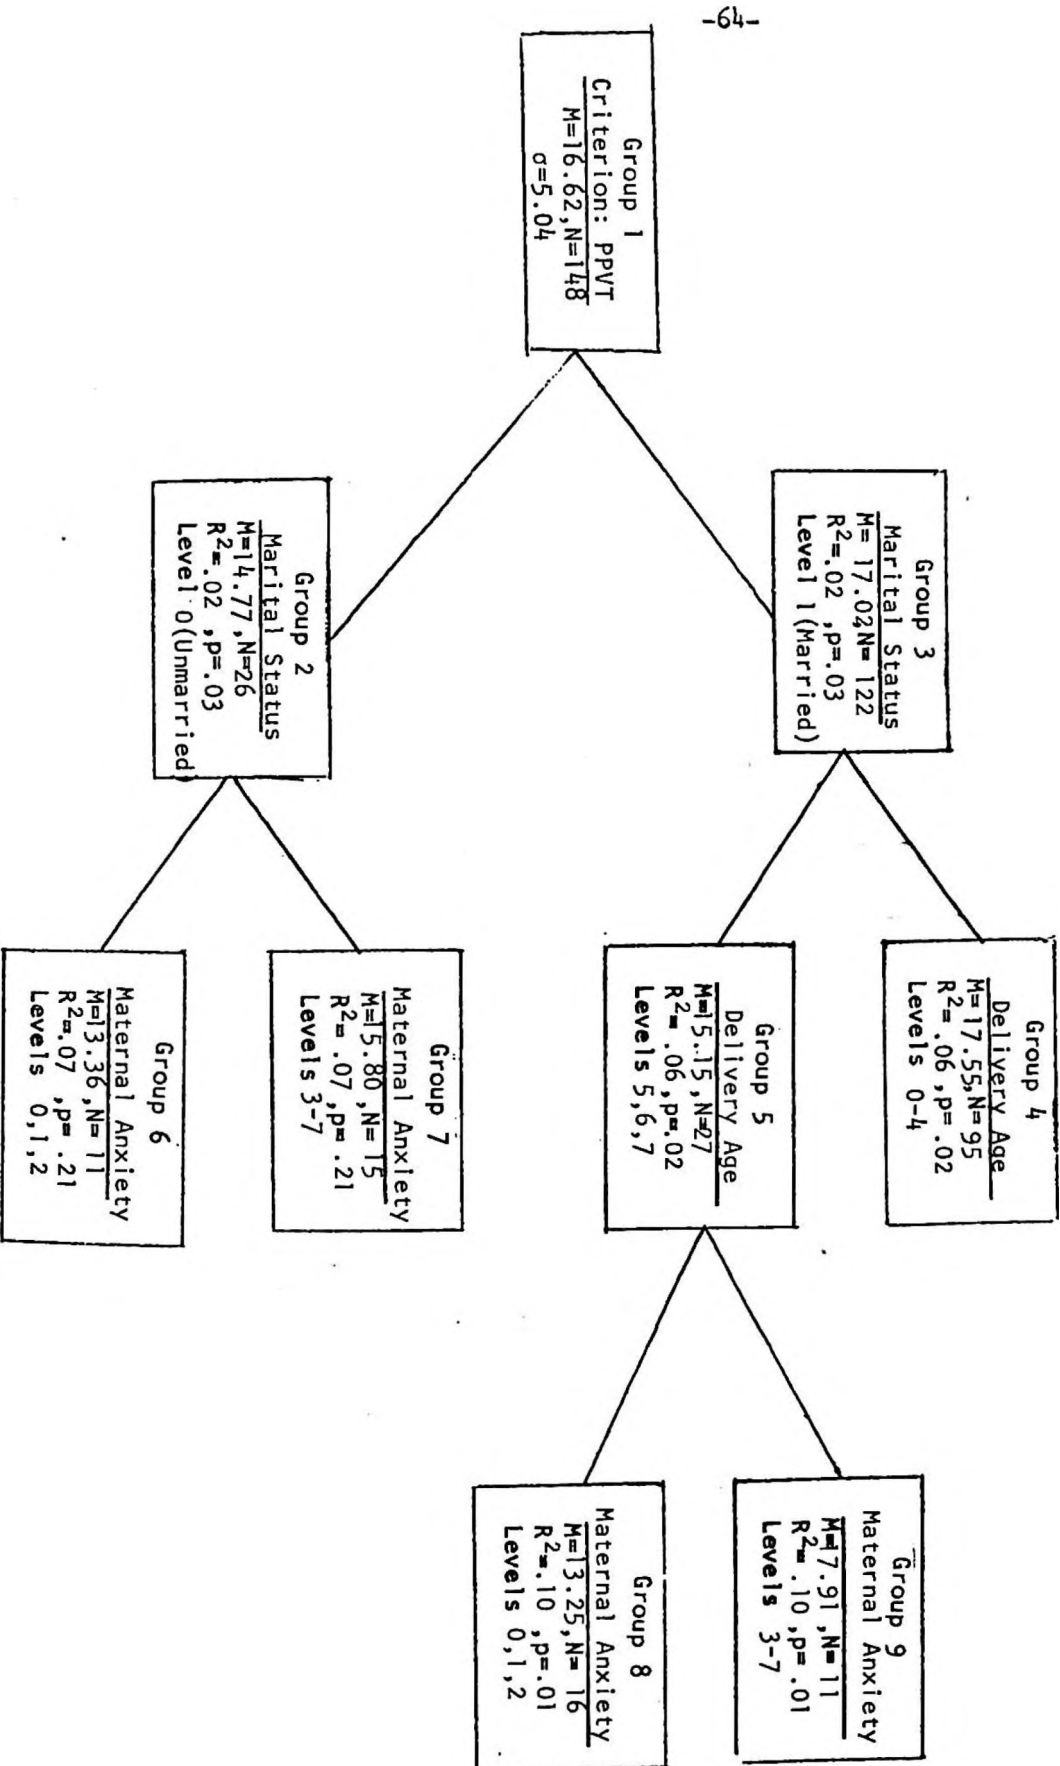 -64-
Group 1
Criterion: PPVT
M=16.62,N=148
σ=5.04
Group 3
Marital Status
M= 17.02N= 122
R²=.02 ,p=.03
Level 1(Married)
Group 2
Marital Status
M=14.77,N=26
R²=.02 ,p=.03
Level 0(Unmarried)
Group 4
Delivery Age
M=17.55,N=95
R²=.06,p=.02
Levels 0-4
Group 5
Delivery Age
M=15.15,N=27
R²=.06,p=.02
Levels 5,6,7
Group 7
Maternal Anxiety
M=15.80,N=15
R²=.07,p=.21
Levels 3-7
Group 6
Maternal Anxiety
M=13.36,N=11
R²=.07 ,p=.21
Levels 0,1,2
Group 9
Maternal Anxiety
M=17.91,N=11
R²=.10,p=.01
Levels 3-7
Group 8
Maternal Anxiety
M=13.25,N= 16
R²=.10 ,p=.01
Levels 0,1,2